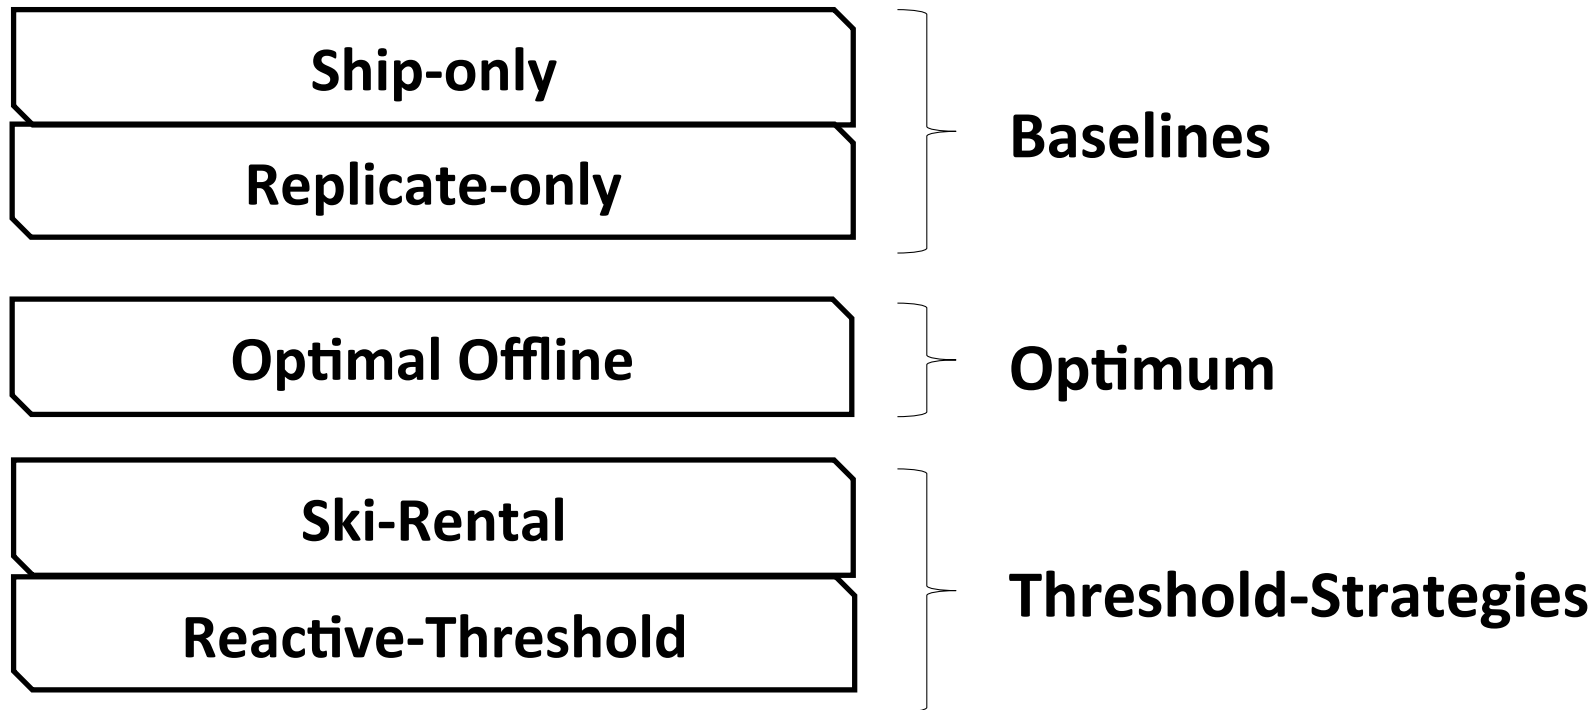 Ship-only
Replicate-only
Baselines
Optimal Offline
Optimum
Ski-Rental
Reactive-Threshold
Threshold-Strategies